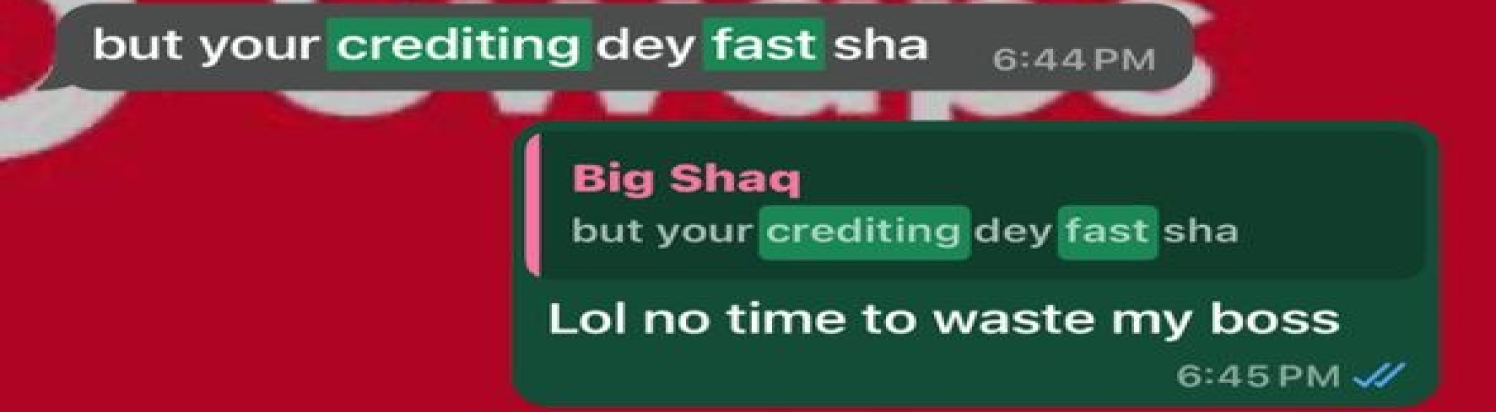 but your crediting dey fast sha 6:44 PM
Swaps
Big Shaq
but your crediting dey fast sha
Lol no time to waste my boss
6:45 PM